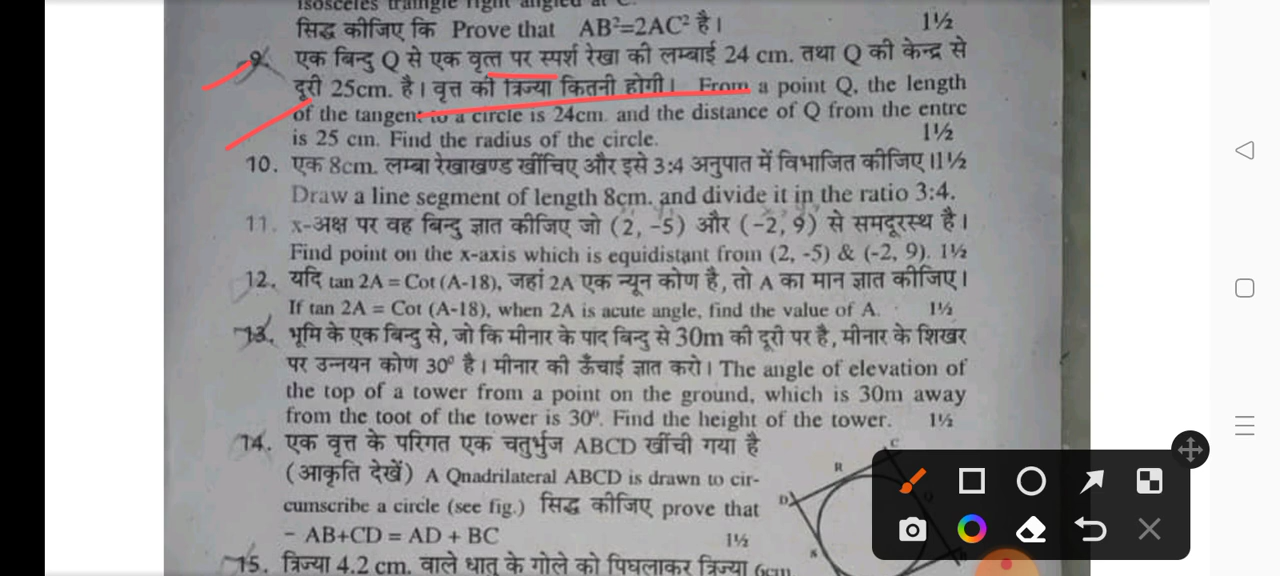 isosceles traingle right angled at C.
सिद्ध कीजिए कि Prove that AB²=2AC² है। 1½
9. एक बिन्दु Q से एक वृत्त पर स्पर्श रेखा की लम्बाई 24 cm. तथा Q की केन्द्र से
दूरी 25cm. है। वृत्त की त्रिज्या कितनी होगी। From a point Q, the length
of the tangent to a circle is 24cm. and the distance of Q from the entre
is 25 cm. Find the radius of the circle. 1½
10. एक 8cm. लम्बा रेखाखण्ड खींचिए और इसे 3:4 अनुपात में विभाजित कीजिए।1½
Draw a line segment of length 8cm. and divide it in the ratio 3:4.
11. x-अक्ष पर वह बिन्दु ज्ञात कीजिए जो (2, -5) और (-2, 9) से समदूरस्थ है।
Find point on the x-axis which is equidistant from (2, -5) & (-2, 9). 1½
12. यदि tan 2A = Cot (A-18), जहां 2A एक न्यून कोण है, तो A का मान ज्ञात कीजिए।
If tan 2A = Cot (A-18), when 2A is acute angle, find the value of A. 1½
13. भूमि के एक बिन्दु से, जो कि मीनार के पाद बिन्दु से 30m की दूरी पर है, मीनार के शिखर
पर उन्नयन कोण 30° है। मीनार की ऊँचाई ज्ञात करो। The angle of elevation of
the top of a tower from a point on the ground, which is 30m away
from the toot of the tower is 30°. Find the height of the tower. 1½
14. एक वृत्त के परिगत एक चतुर्भुज ABCD खींची गया है
(आकृति देखें) A Qnadrilateral ABCD is drawn to cir-
cumscribe a circle (see fig.) सिद्ध कीजिए prove that
- AB+CD = AD + BC 1½
C
R
D
15. त्रिज्या 4.2 cm. वाले धातु के गोले को पिघलाकर त्रिज्या 6cm